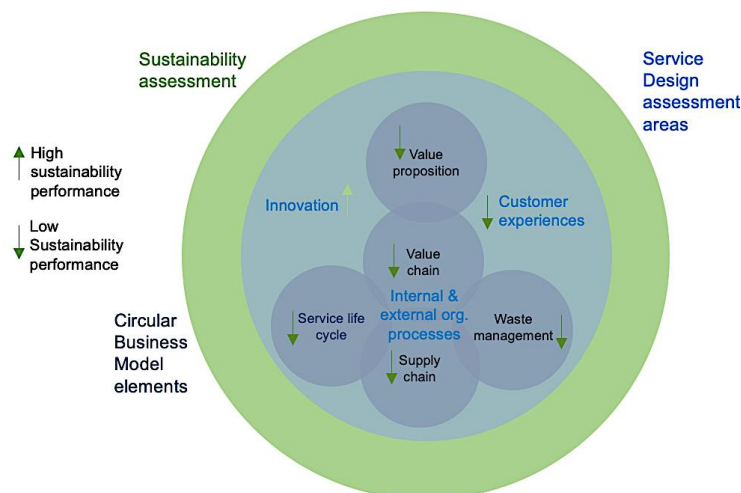 Sustainability
assessment
Service
Design
assessment
areas
High
sustainability
performance
Low
Sustainability
performance
Value
proposition
Innovation
Customer
experiences
Value
chain
Internal &
external org.
processes
Service life
cycle
Waste
management
Supply
chain
Circular
Business
Model
elements